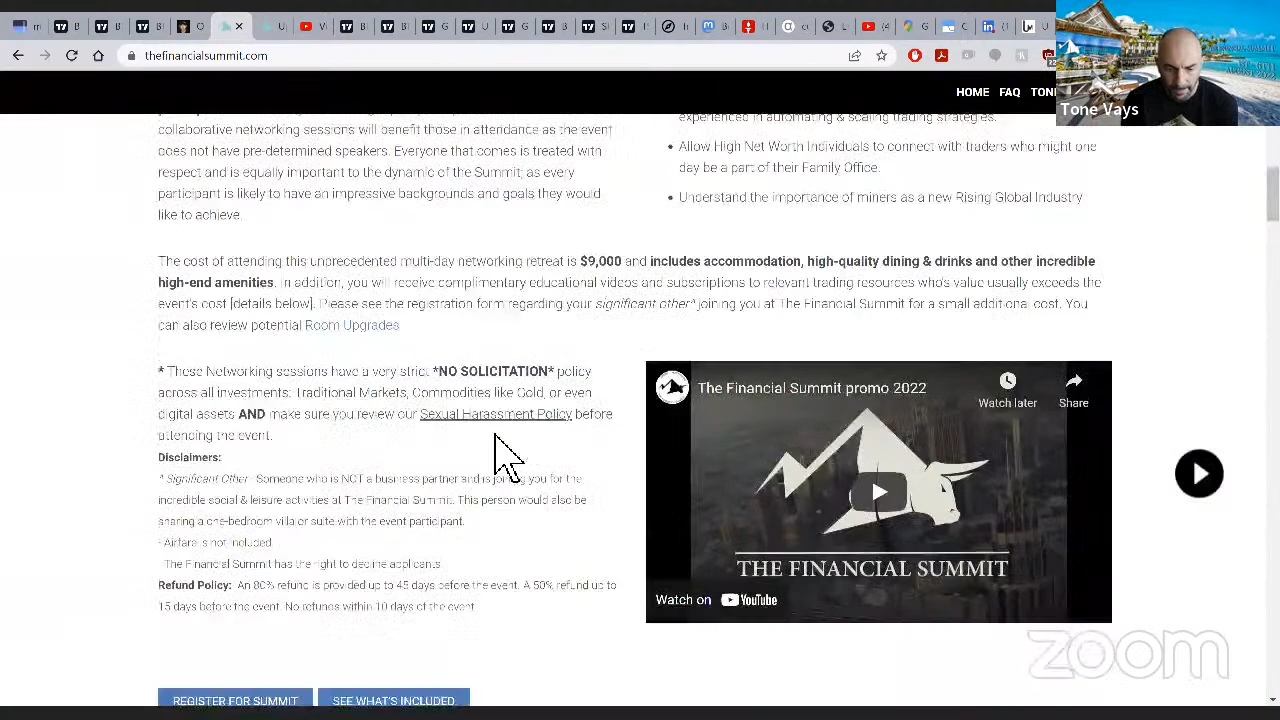 thefinancialsummit.com
HOME FAQ
Tone Vays
experienced in automating & scaling trading strategies.
collaborative networking sessions will benefit those in attendance as the event
does not have pre-determined speakers. Everyone that comes is treated with
respect and is equally important to the dynamic of the Summit; as every
participant is likely to have an impressive backgrounds and goals they would
like to achieve.
• Allow High Net Worth Individuals to connect with traders who might one
day be a part of their Family Office.
• Understand the importance of miners as a new Rising Global Industry
The cost of attending this unprecedented multi-day networking retreat is $9,000 and includes accommodation, high-quality dining & drinks and other incredible
high-end amenities. In addition, you will receive complimentary educational videos and subscriptions to relevant trading resources who's value usually exceeds the
event's cost [details below]. Please see the registration form regarding your significant other^ joining you at The Financial Summit for a small additional cost. You
can also review potential Room Upgrades.
* These Networking sessions have a very strict *NO SOLICITATION* policy
across all investments: Traditional Markets, Commodities like Gold, or even
digital assets AND make sure you review our Sexual Harassment Policy before
attending the event.
Disclaimers:
^ Significant Other - Someone who is NOT a business partner and is joining you for the
incredible social & leisure activities at The Financial Summit. This person would also be
sharing a one-bedroom villa or suite with the event participant.
- Airfare is not included.
- The Financial Summit has the right to decline applicants
Refund Policy: An 80% refund is provided up to 45 days before the event. A 50% refund up to
15 days before the event. No refunds within 10 days of the event
The Financial Summit promo 2022
Watch later
Share
THE FINANCIAL SUMMIT
Watch on YouTube
zoom
REGISTER FOR SUMMIT
SEE WHAT'S INCLUDED